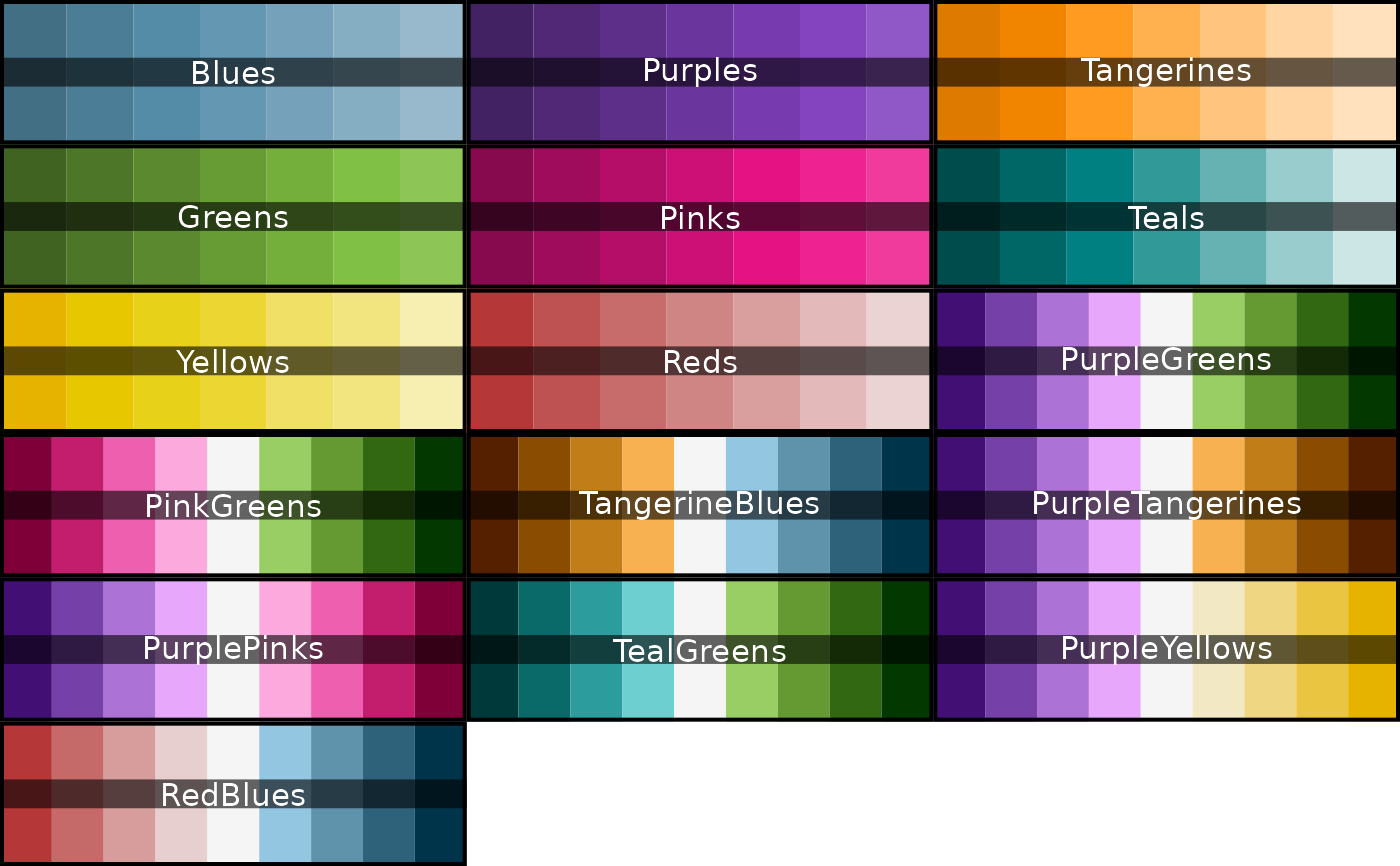 Blues
Purples
Tangerines
Greens
Pinks
Teals
Yellows
Reds
PurpleGreens
PinkGreens
TangerineBlues
PurpleTangerines
PurplePinks
TealGreens
PurpleYellows
RedBlues